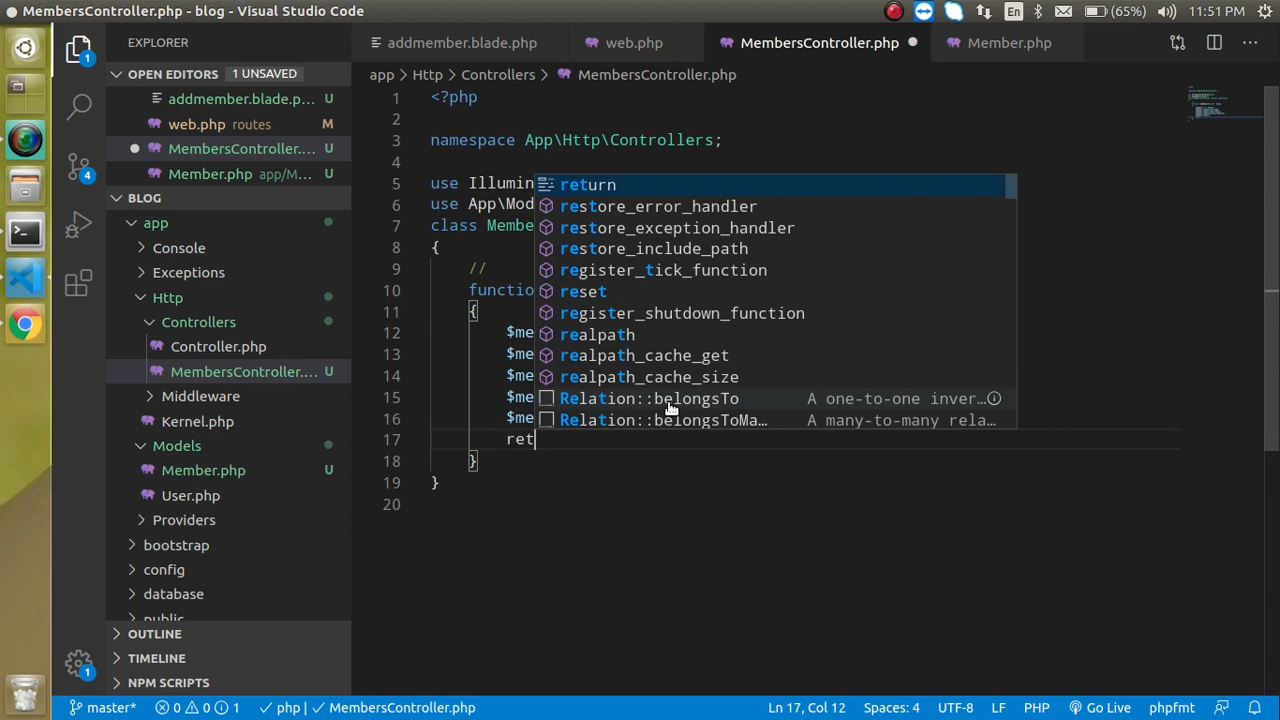 MembersController.php - blog - Visual Studio Code
En
(65%)
11:51 PM
EXPLORER
addmember.blade.php
web.php
MembersController.php
Member.php
OPEN EDITORS 1 UNSAVED
addmember.blade.p... U
web.php routes M
MembersController.... U
Member.php app/M... U
BLOG
app
Console
Exceptions
Http
Controllers
Controller.php
MembersController.... U
Middleware
Kernel.php
Models
Member.php U
User.php
Providers
bootstrap
config
database
public
OUTLINE
TIMELINE
NPM SCRIPTS
1
4
1
app > Http > Controllers > MembersController.php
1 <?php
2
3 namespace App\Http\Controllers;
4
5 use Illumin
6 use App\Mod
7 class Membe
8 {
9 //
10 functio
11 {
12 $me
13 $me
14 $me
15 $me
16 $me
17 ret
18 }
19 }
20
return
restore_error_handler
restore_exception_handler
restore_include_path
register_tick_function
reset
register_shutdown_function
realpath
realpath_cache_get
realpath_cache_size
Relation::belongsTo A one-to-one inver...
Relation::belongsToMa... A many-to-many rela...
master* 0 0 1 php MembersController.php Ln 17, Col 12 Spaces: 4 UTF-8 LF PHP Go Live phpfmt